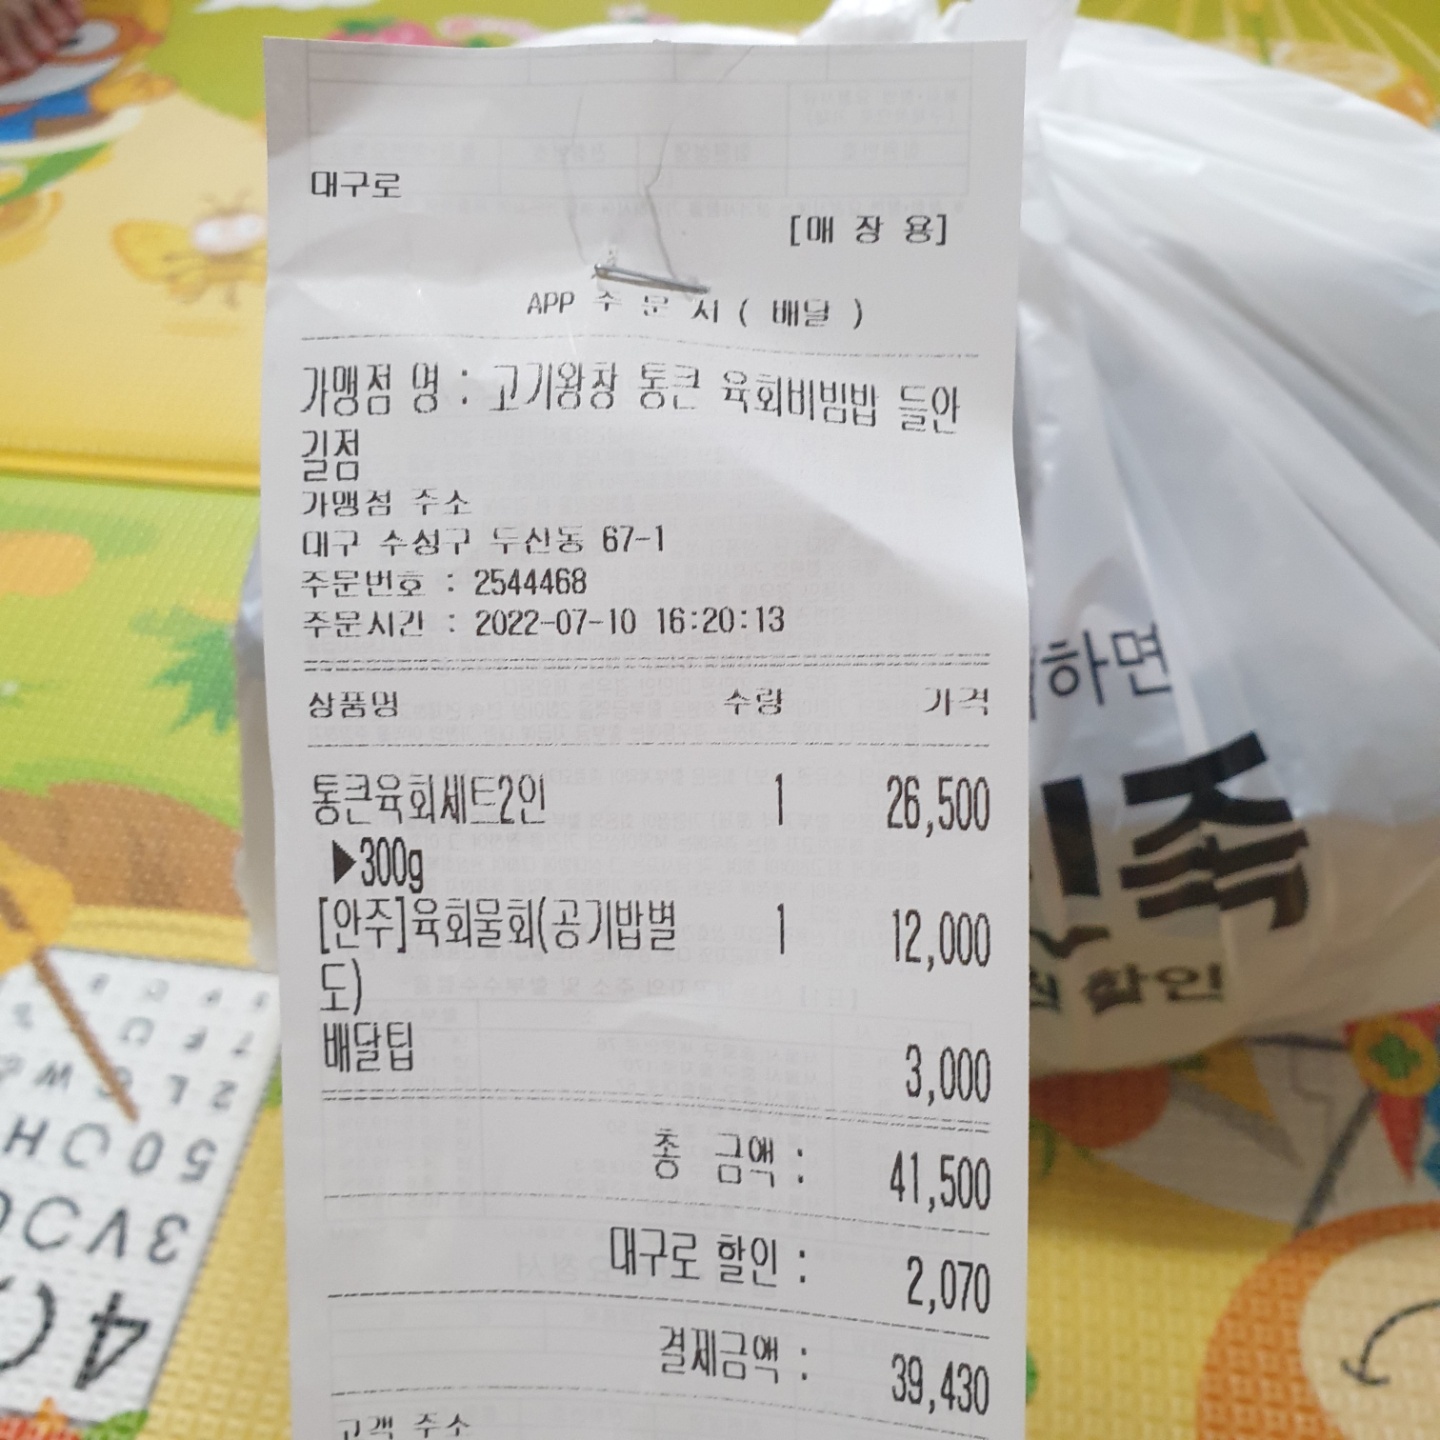 대구로
[매 장 용]
APP 주 문 서 ( 배달 )
가맹점 명 : 고기왕창 통큰 육회비빔밥 들안
길점
가맹점 주소
대구 수성구 두산동 67-1
주문번호 : 2544468
주문시간 : 2022-07-10 16:20:13
상품명 수량 가격
통큰육회세트2인 1 26,500
▶300g
[안주]육회물회(공기밥별 1 12,000
도)
배달팁 3,000
총 금액 : 41,500
대구로 할인 : 2,070
결제금액 : 39,430
고객 주소
하면
할인